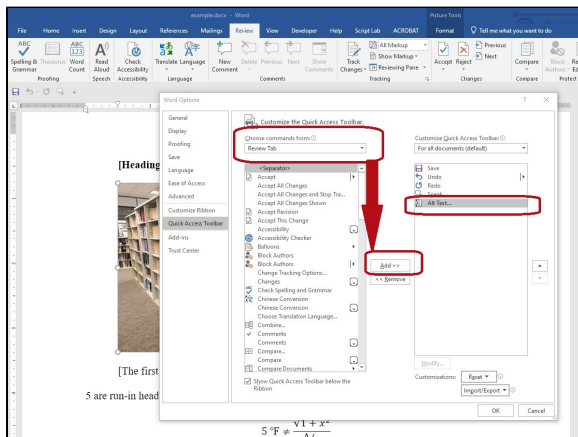 example.docx - Word
Picture Tools
File Home Insert Design Layout References Mailings Review View Developer Help Script Lab ACROBAT Format Tell me what you want to do
ABC ABC 123
Spelling & Grammar Thesaurus Word Count Read Aloud Check Accessibility Translate Language New Comment Delete Previous Next Show Comments Track Changes All Markup Show Markup Reviewing Pane Accept Reject Previous Next Compare Block Authors
Proofing Speech Accessibility Language Comments Tracking Changes Compare Protect
Word Options ? ×
General
Display
Proofing
Save
Language
Ease of Access
Advanced
Customize Ribbon
Quick Access Toolbar
Add-ins
Trust Center
Customize the Quick Access Toolbar.
Choose commands from:
Review Tab
<Separator>
Accept
Accept All Changes
Accept All Changes and Stop Tra...
Accept All Changes Shown
Accept Revision
Accept This Change
Accessibility
Accessibility Checker
Balloons
Block Authors
Block Authors
Change Tracking Options...
Changes
Check Spelling and Grammar
Chinese Conversion
Chinese Conversion
Choose Translation Language...
Combine...
Comments
Comments
Compare...
Compare
Compare Documents
Show Quick Access Toolbar below the
Ribbon
Add >>
<< Remove
Customize Quick Access Toolbar:
For all documents (default)
Save
Undo
Redo
Speak
Alt Text...
Modify...
Customizations: Reset
Import/Export
OK Cancel
[Heading
[The first
5 are run-in head
5 °F ≠ √1 + x²